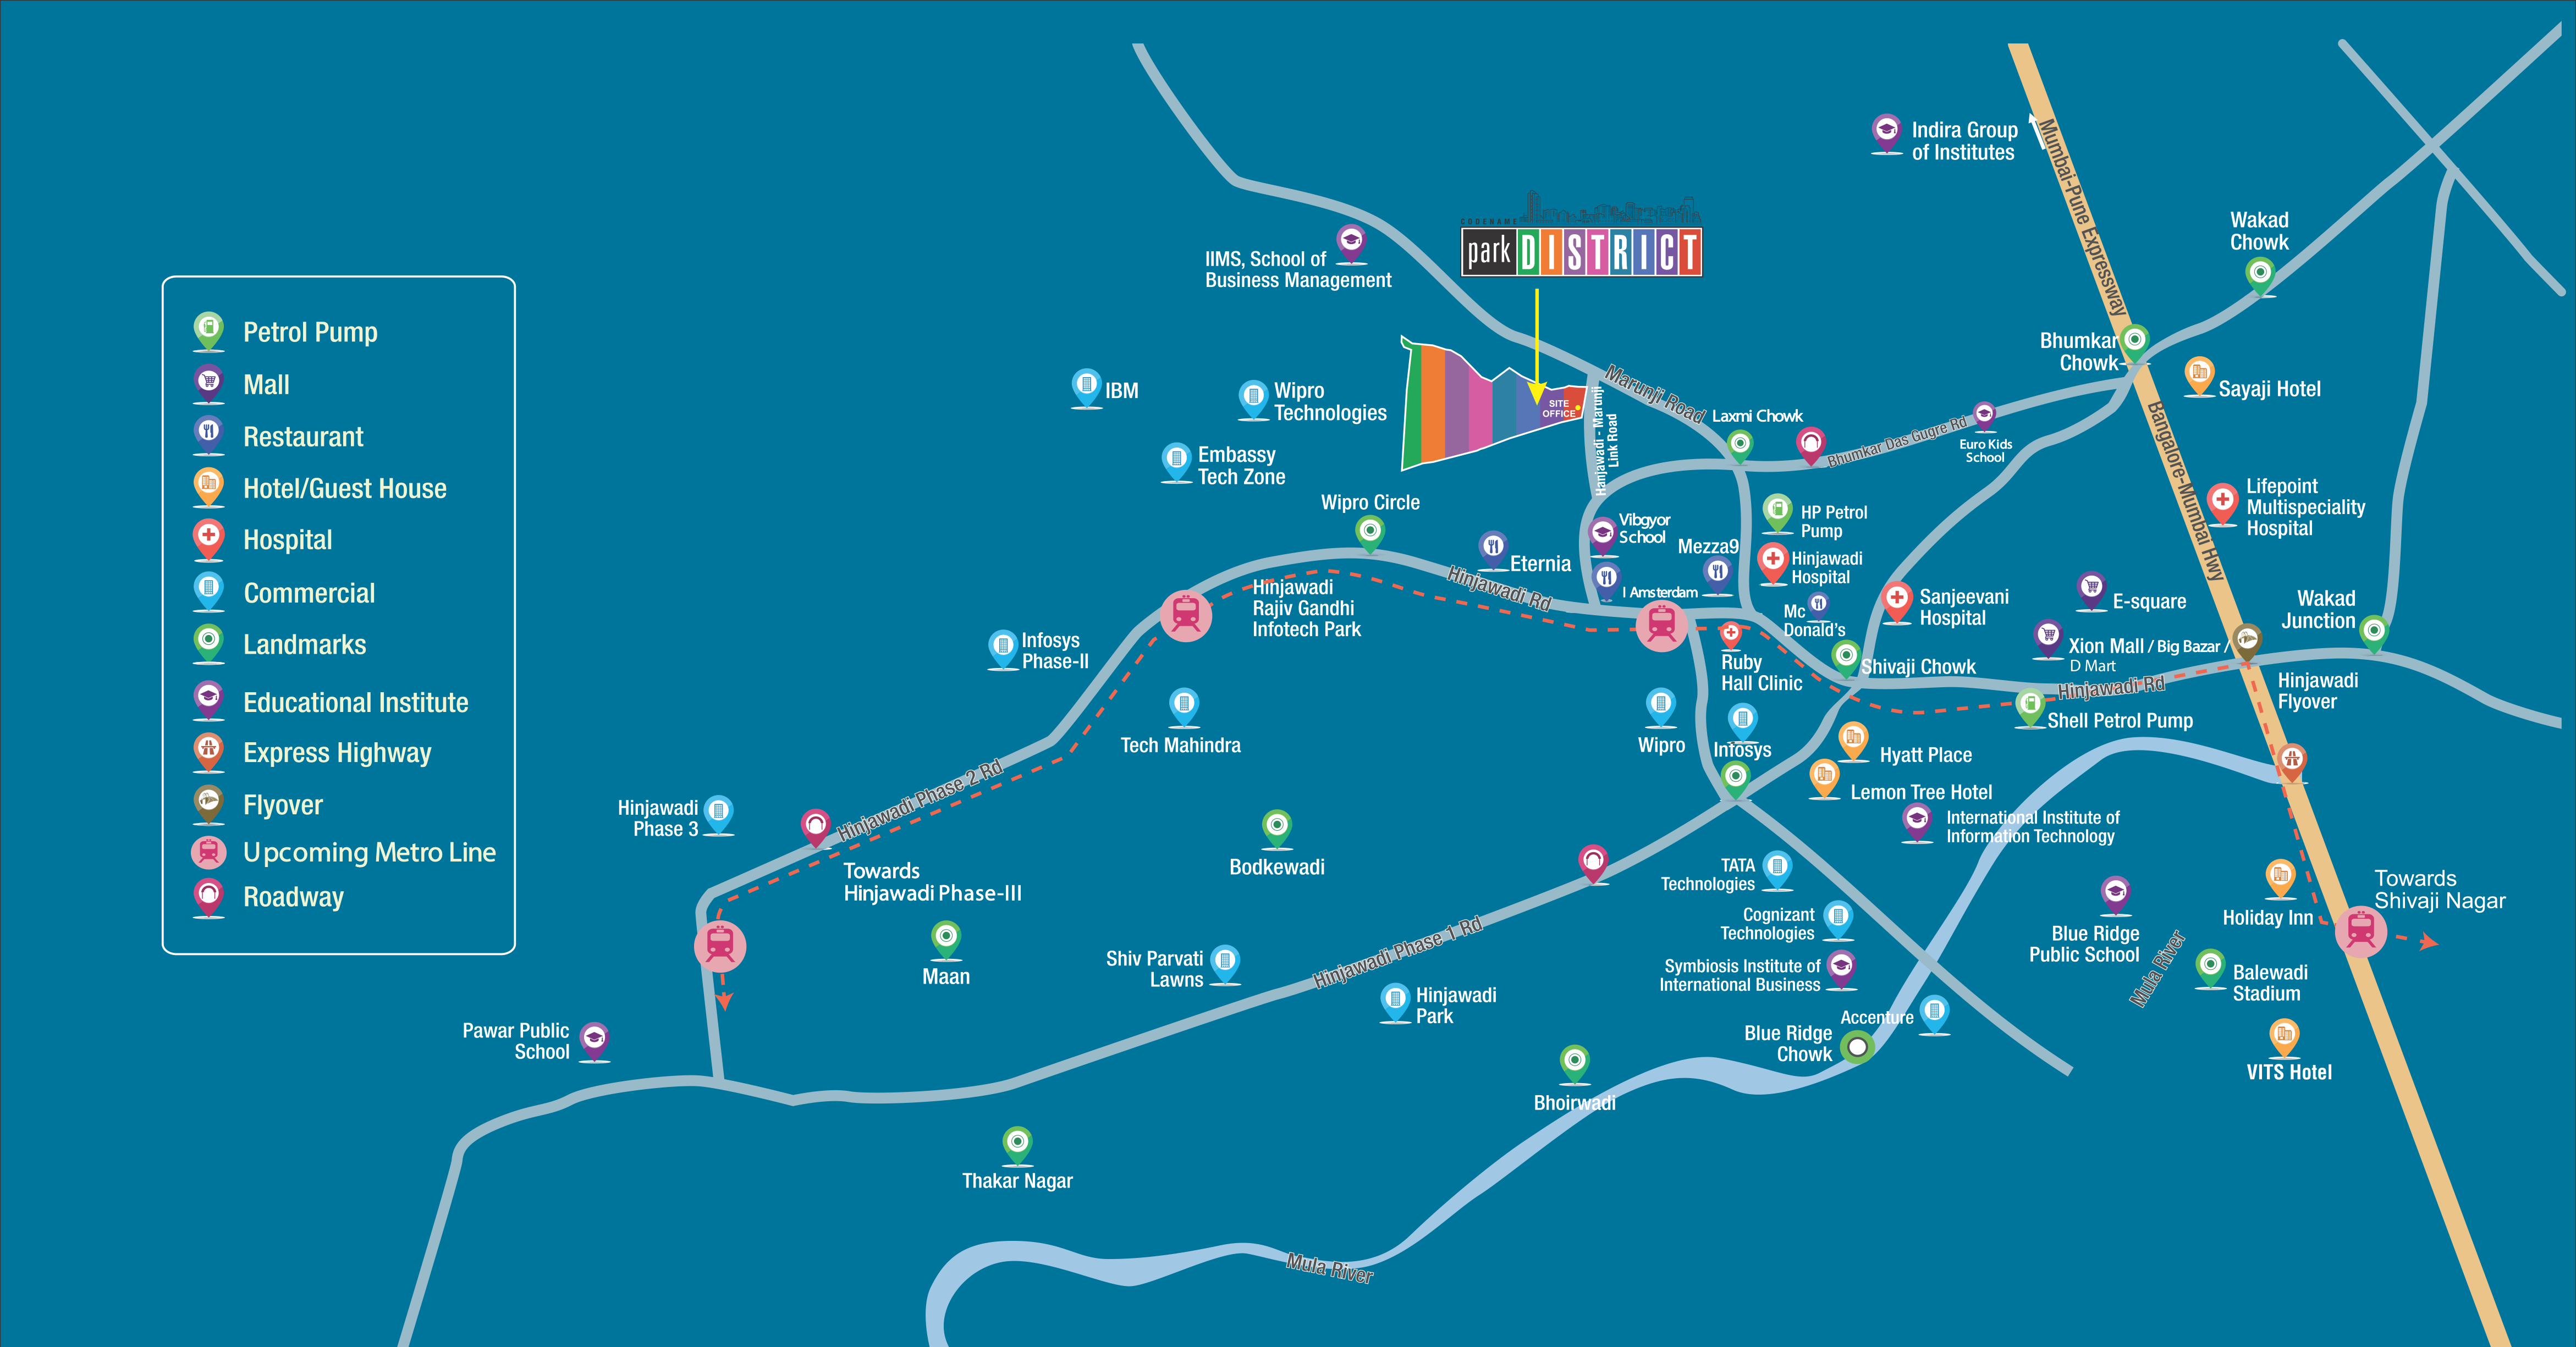 Petrol Pump
Mall
Restaurant
Hotel/Guest House
Hospital
Commercial
Landmarks
Educational Institute
Express Highway
Flyover
Upcoming Metro Line
Roadway
Indira Group
of Institutes
Mumbai-Pune Expressway
Wakad
Chowk
CODENAME
park DISTRICT
IIMS, School of
Business Management
Bhumkar
Chowk
Sayaji Hotel
IBM
Wipro
Technologies
SITE
OFFICE
Hanjawadi - Marunji
Link Road
Marunji Road
Laxmi Chowk
Bhumkar Das Gugre Rd
Euro Kids
School
Bangalore-Mumbai Hwy
Embassy
Tech Zone
Wipro Circle
Lifepoint
Multispeciality
Hospital
Vibgyor
School
HP Petrol
Pump
Mezza9
Eternia
Hinjawadi
Hospital
Hinjawadi Rd
I Amsterdam
Hinjawadi
Rajiv Gandhi
Infotech Park
Mc
Donald's
Sanjeevani
Hospital
E-square
Wakad
Junction
Infosys
Phase-II
Ruby
Hall Clinic
Shivaji Chowk
Xion Mall / Big Bazar /
D Mart
Hinjawadi Rd
Hinjawadi
Flyover
Shell Petrol Pump
Tech Mahindra
Wipro
Infosys
Hyatt Place
Lemon Tree Hotel
Hinjawadi
Phase 3
Hinjawadi Phase 2 Rd
International Institute of
Information Technology
Bodkewadi
Towards
Hinjawadi Phase-III
TATA
Technologies
Towards
Shivaji Nagar
Cognizant
Technologies
Holiday Inn
Blue Ridge
Public School
Mula River
Hinjawadi Phase 1 Rd
Maan
Shiv Parvati
Lawns
Symbiosis Institute of
International Business
Balewadi
Stadium
Hinjawadi
Park
Accenture
Pawar Public
School
Blue Ridge
Chowk
VITS Hotel
Bhoirwadi
Thakar Nagar
Mula River